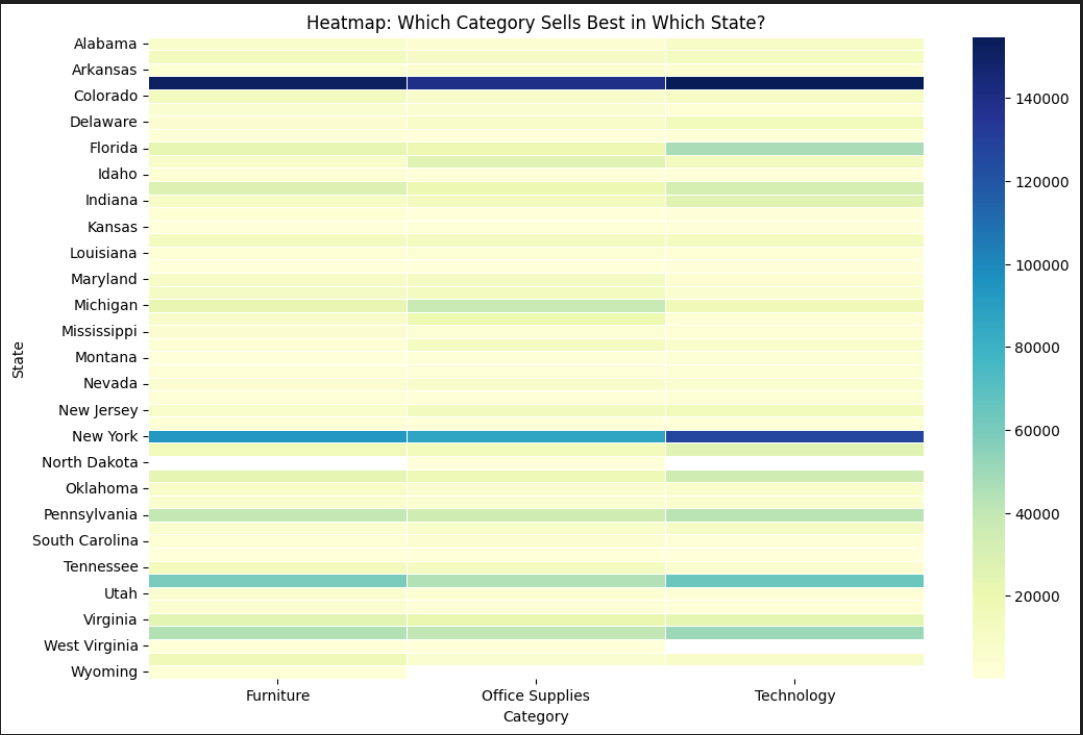 Heatmap: Which Category Sells Best in Which State?
Alabama
Arkansas
Colorado
Delaware
Florida
Idaho
Indiana
Kansas
Louisiana
Maryland
Michigan
Mississippi
Montana
Nevada
New Jersey
New York
North Dakota
Oklahoma
Pennsylvania
South Carolina
Tennessee
Utah
Virginia
West Virginia
Wyoming
State
Furniture Office Supplies Technology
Category
140000
120000
100000
80000
60000
40000
20000